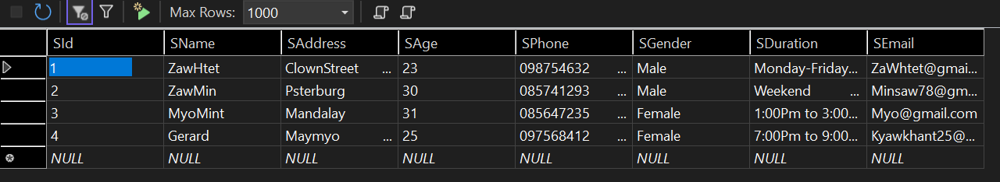 Max Rows: 1000
SId SName SAddress SAge SPhone SGender SDuration SEmail
1 ZawHtet ClownStreet ... 23 098754632 ... Male Monday-Friday... ZaWhtet@gmai...
2 ZawMin Psterburg 30 085741293 ... Male Weekend ... Minsaw78@gm...
3 MyoMint Mandalay 31 085647235 ... Female 1:00Pm to 3:00... Myo@gmail.com
4 Gerard Maymyo ... 25 097568412 ... Female 7:00Pm to 9:00... Kyawkhant25@...
NULL NULL NULL NULL NULL NULL NULL NULL